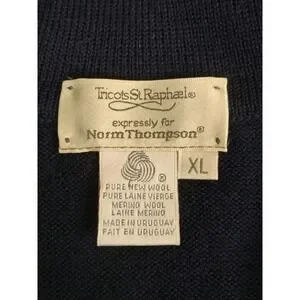 Tricots St Raphael®
expressly for
Norm Thompson®
XL
PURE NEW WOOL
PURE LAINE VIERGE
MERINO WOOL
LAINE MERINO
MADE IN URUGUAY
FAIT EN URUGUAY